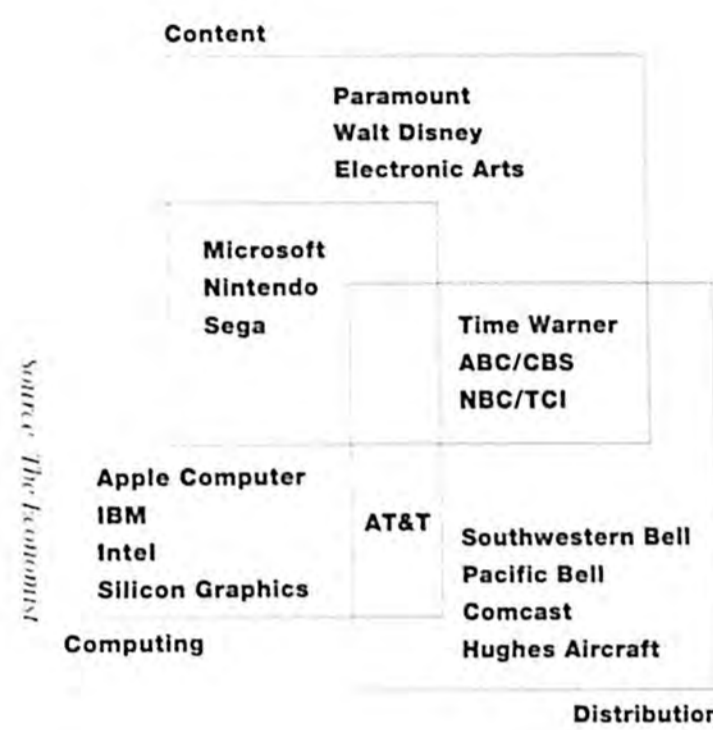 Content
Paramount
Walt Disney
Electronic Arts
Microsoft
Nintendo
Sega
Time Warner
ABC/CBS
NBC/TCI
Apple Computer
IBM
Intel
Silicon Graphics
AT&T
Southwestern Bell
Pacific Bell
Comcast
Hughes Aircraft
Computing
Distribution
Source The Economist